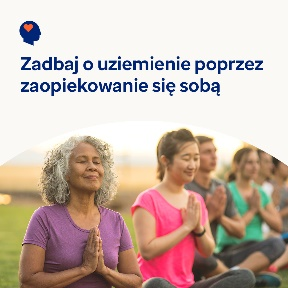 Zadbaj o uziemienie poprzez
zaopiekowanie się sobą